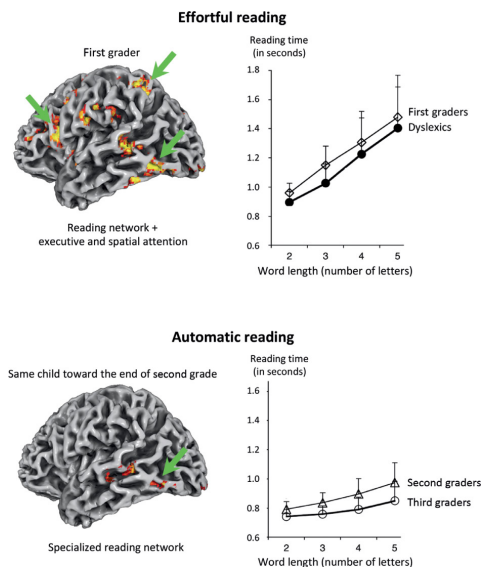 Effortful reading
First grader
Reading network +
executive and spatial attention
Reading time
(in seconds)
1.8
1.6
1.4
1.2
1.0
0.8
0.6
First graders
Dyslexics
2 3 4 5
Word length (number of letters)
Automatic reading
Same child toward the end of second grade
Specialized reading network
Reading time
(in seconds)
1.6
1.4
1.2
1.0
0.8
0.6
Second graders
Third graders
2 3 4 5
Word length (number of letters)